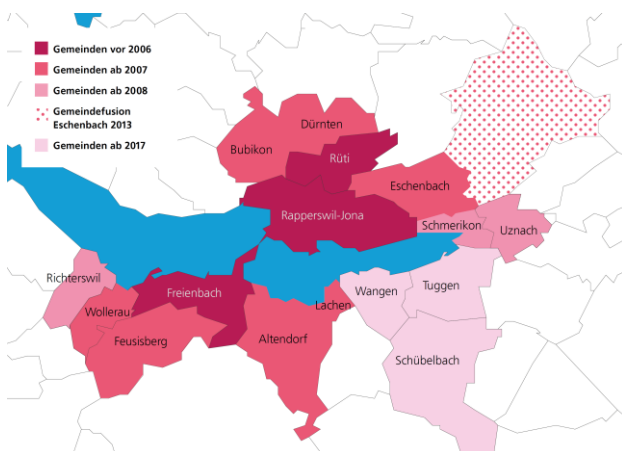 Gemeinden vor 2006
Gemeinden ab 2007
Gemeinden ab 2008
Gemeindefusion
Eschenbach 2013
Gemeinden ab 2017
Dürnten
Bubikon
Rüti
Eschenbach
Rapperswil-Jona
Schmerikon
Uznach
Richterswil
Freienbach
Wangen
Tuggen
Wollerau
Lachen
Feusisberg
Altendorf
Schübelbach